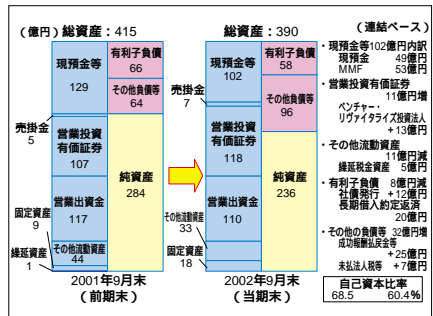 (億円)
総資産：415
総資産：390
(連結ベース)
現預金等
129
有利子負債
66
その他負債等
64
売掛金
5
営業投資
有価証券
107
純資産
284
固定資産
9
営業出資金
117
繰延資産
1
その他流動資産
44
2001年9月末
(前期末)
現預金等
102
有利子負債
58
その他負債等
96
売掛金
7
営業投資
有価証券
118
純資産
236
営業出資金
110
その他流動資産
33
固定資産
18
2002年9月末
(当期末)
・現預金等102億円内訳
現預金 49億円
MMF 53億円
・営業投資有価証券
11億円増
ベンチャー・
リヴァイタライズ投資法人
+13億円
・その他流動資産
11億円減
繰延税金資産 5億円
・有利子負債 8億円減
社債発行 +12億円
長期借入約定返済
20億円
・その他の負債等 32億円増
成功報酬払戻金等
+25億円
未払法人税等 +7億円
自己資本比率
68.5 60.4%